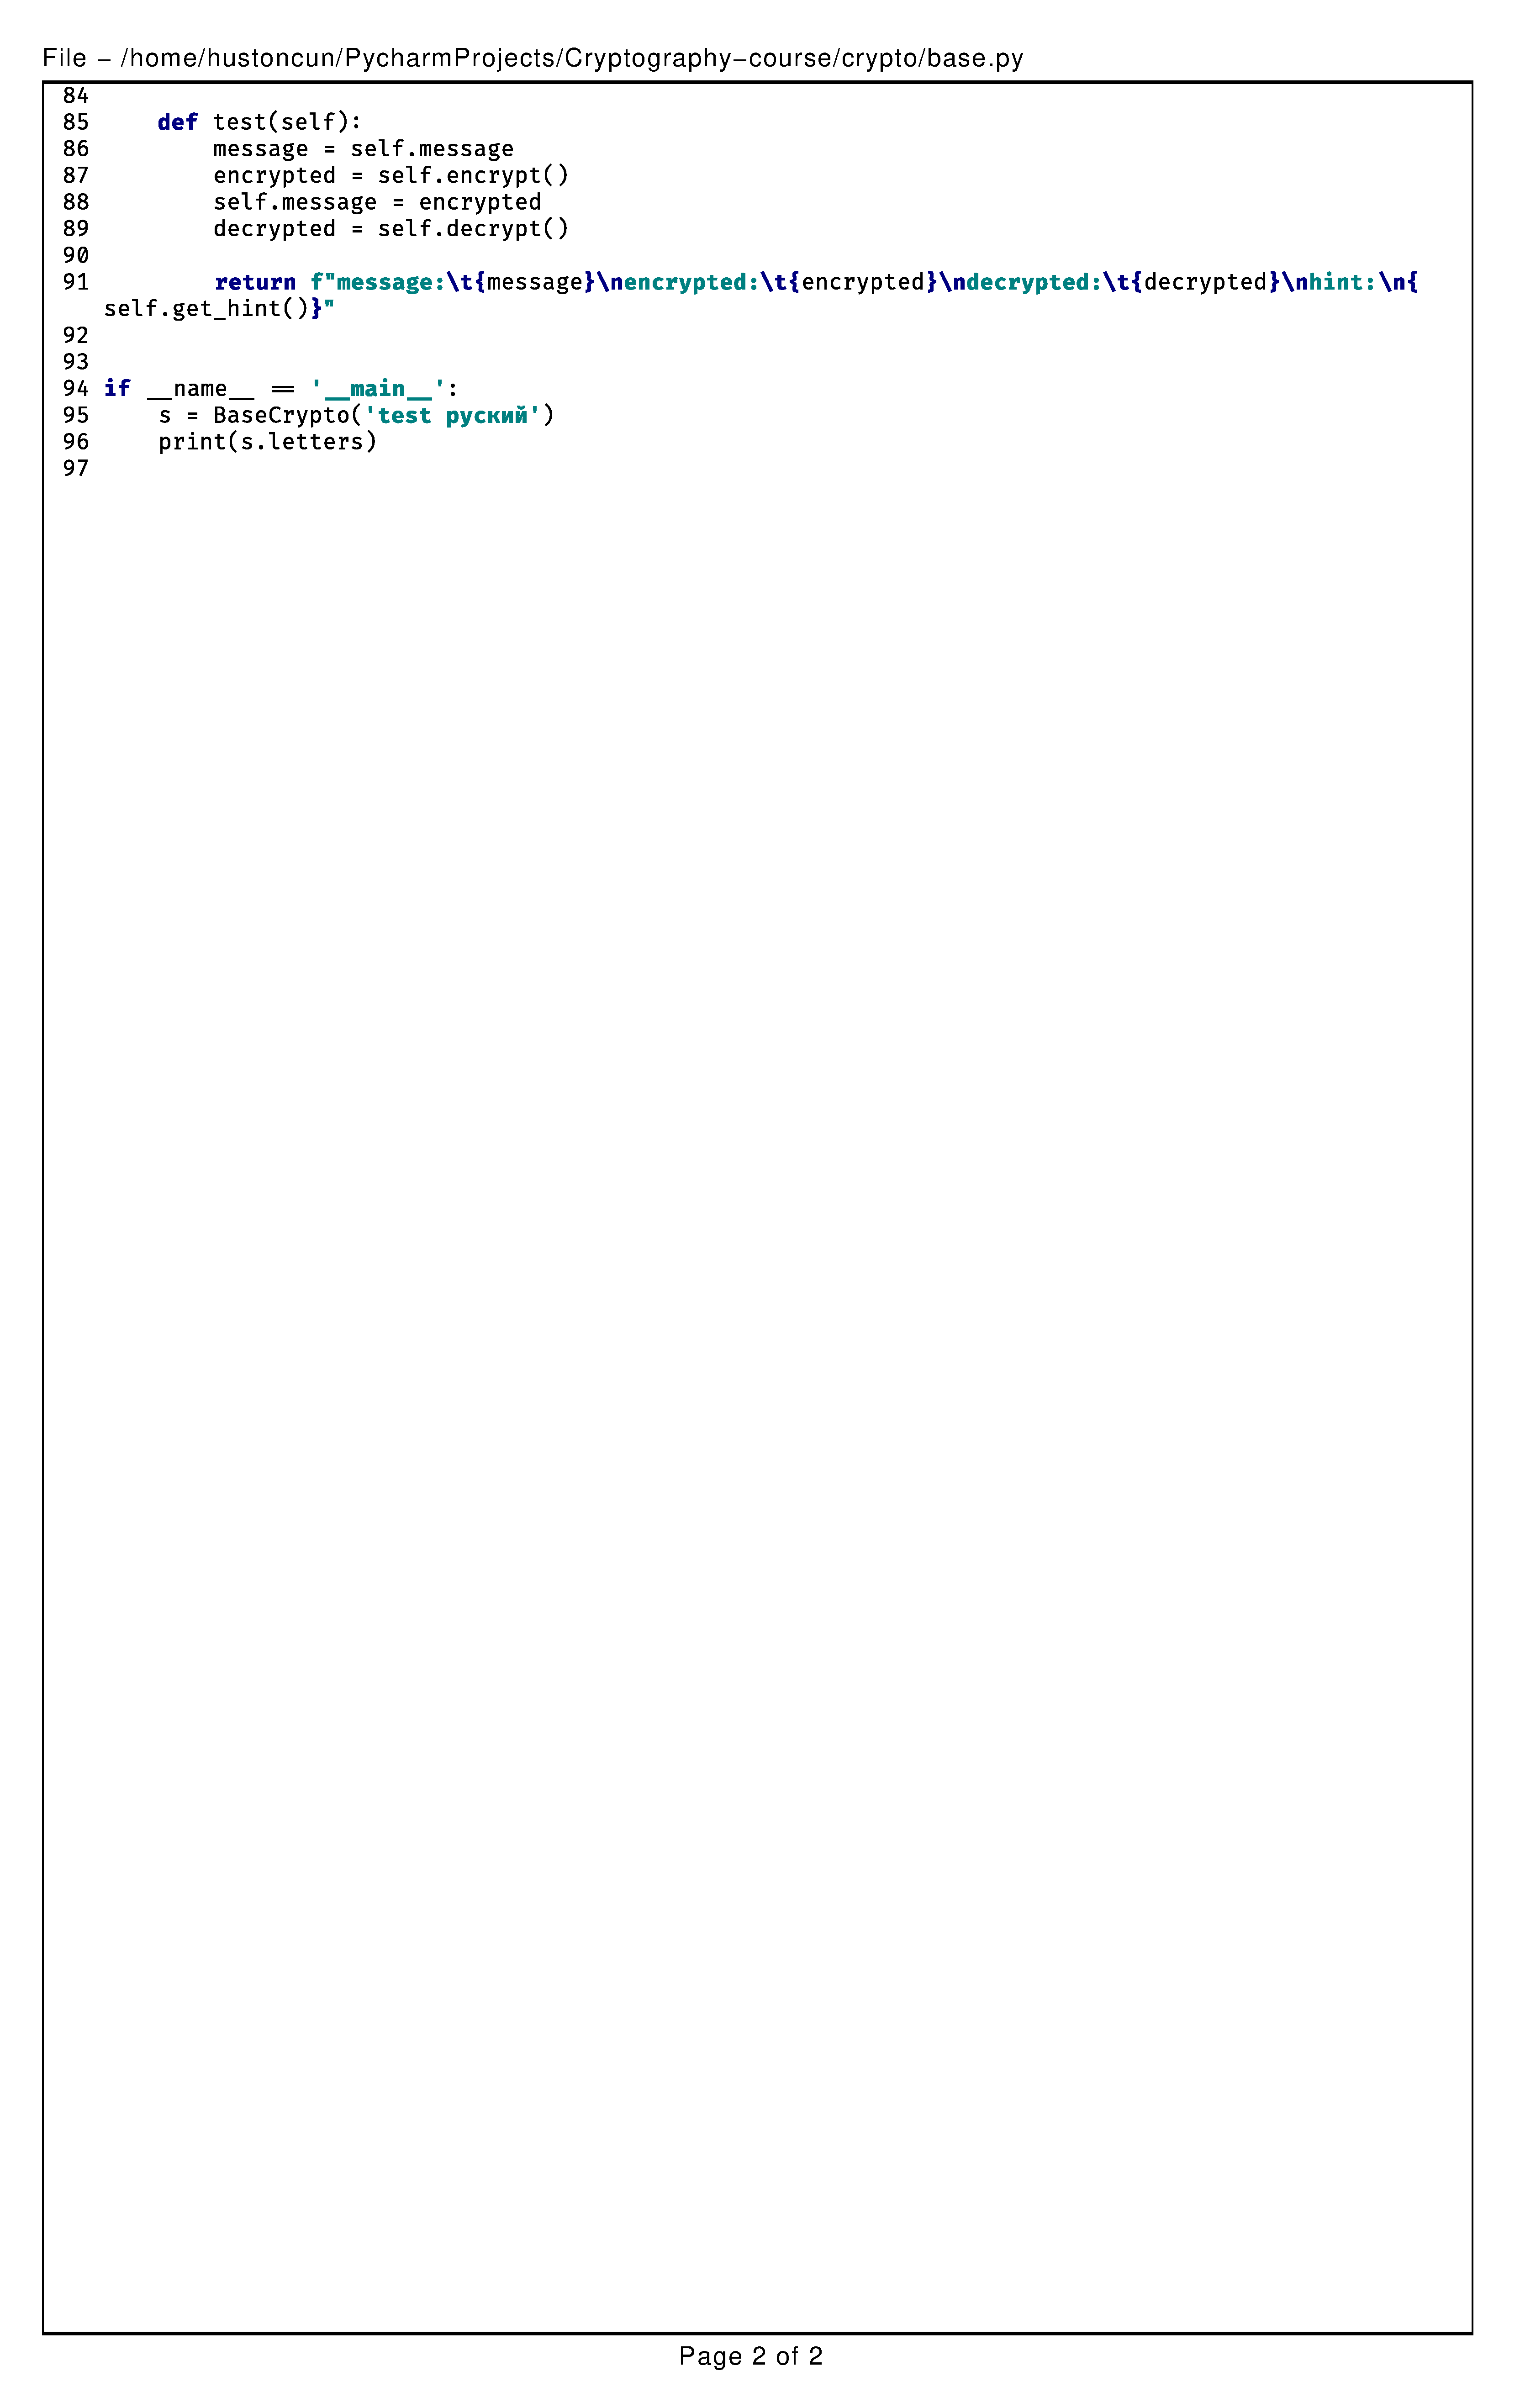 File – /home/hustoncun/PycharmProjects/Cryptography–course/crypto/base.py
84
85     def test(self):
86         message = self.message
87         encrypted = self.encrypt()
88         self.message = encrypted
89         decrypted = self.decrypt()
90
91         return f"message:\t{message}\nencrypted:\t{encrypted}\ndecrypted:\t{decrypted}\nhint:\n{
self.get_hint()}"
92
93
94 if __name__ == '__main__':
95     s = BaseCrypto('test руский')
96     print(s.letters)
97
Page 2 of 2